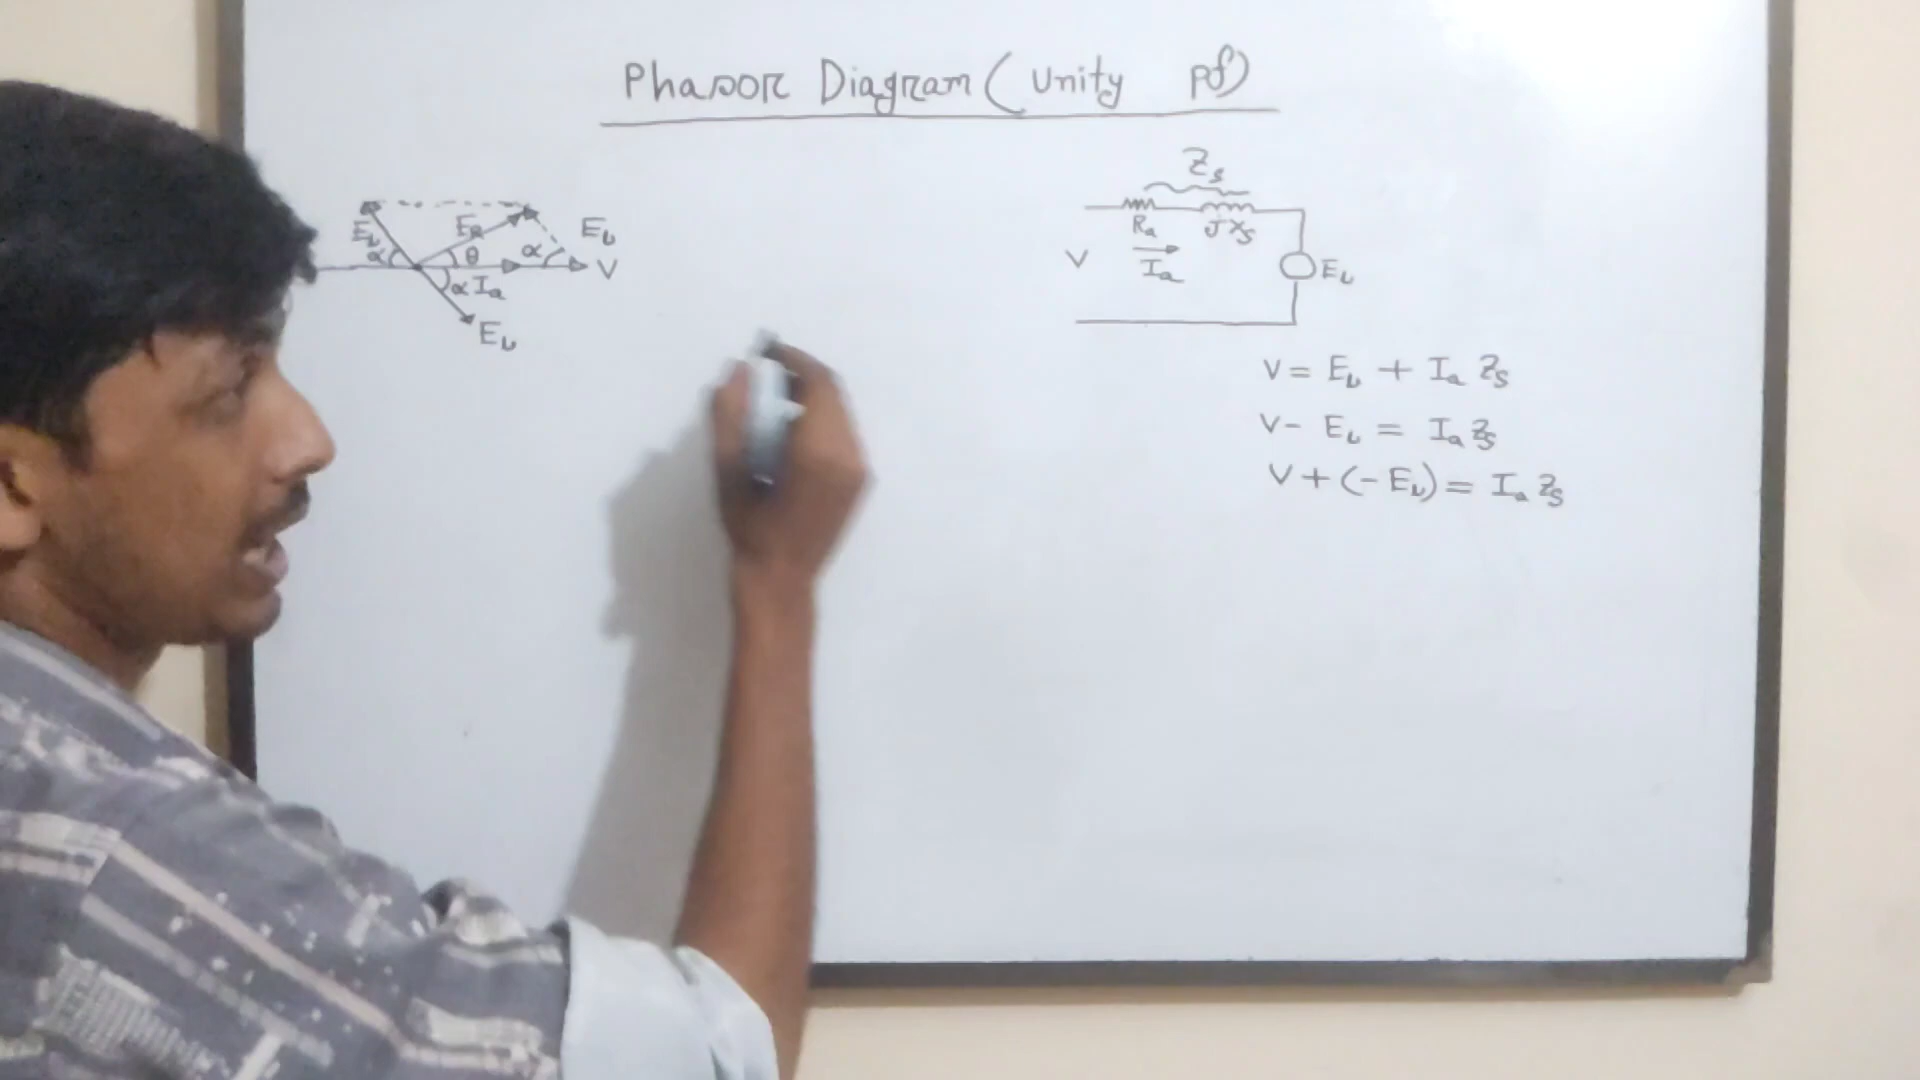 Phasor Diagram (Unity pf)
Eb
α
ER
θ
α
Eb
V
α Ia
Eb
Zs
Ra
JXs
V
Ia
Eb
V = Eb + Ia Zs
V - Eb = Ia Zs
V + (- Eb) = Ia Zs